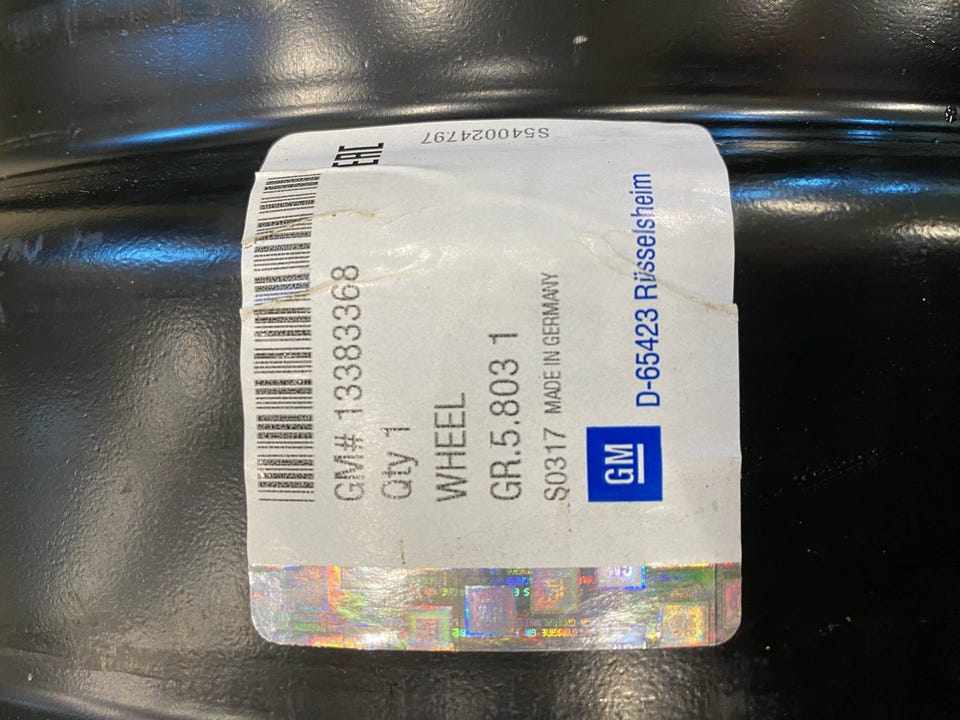 GM# 13383368
Qty 1
WHEEL
GR.5.803 1
S0317 MADE IN GERMANY
GM
D-65423 Rüsselsheim
EAC
S540024797